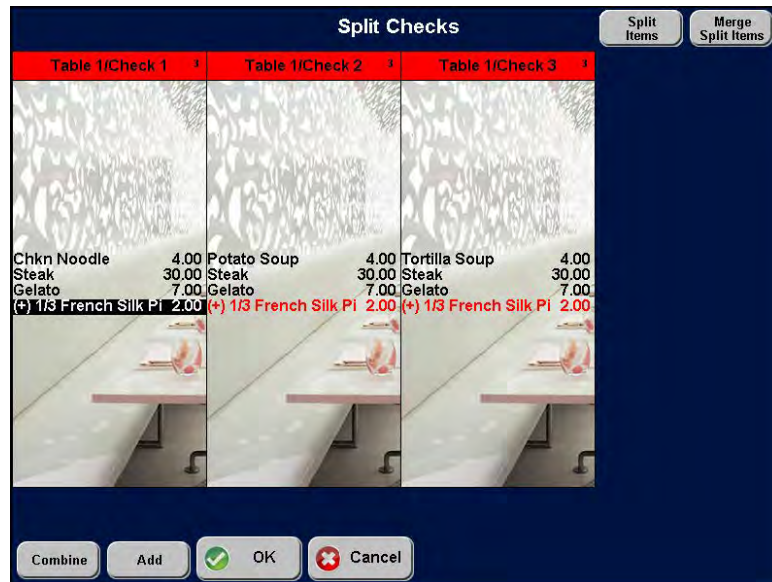 Split Checks
Split
Items
Merge
Split Items
Table 1/Check 1 3
Table 1/Check 2 3
Table 1/Check 3 3
Chkn Noodle 4.00
Steak 30.00
Gelato 7.00
(+) 1/3 French Silk Pi 2.00
Potato Soup 4.00
Steak 30.00
Gelato 7.00
(+) 1/3 French Silk Pi 2.00
Tortilla Soup 4.00
Steak 30.00
Gelato 7.00
(+) 1/3 French Silk Pi 2.00
Combine
Add
OK
Cancel